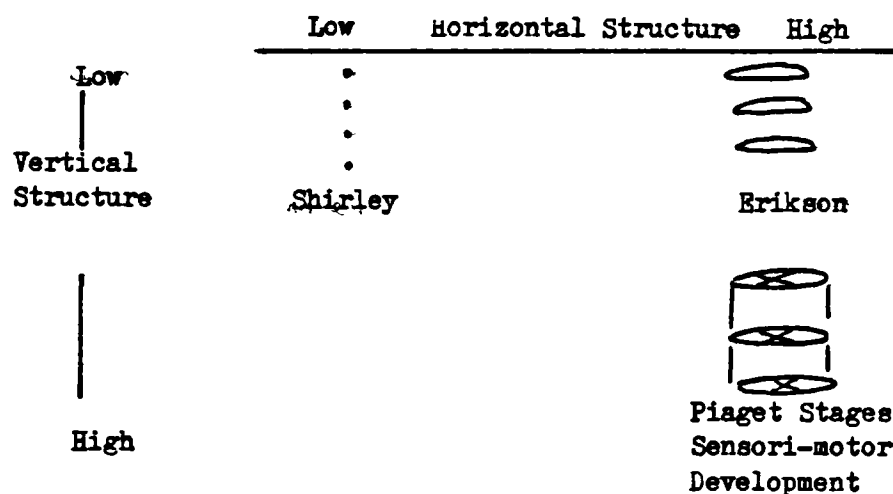 Low Horizontal Structure High
Low
Vertical
Structure
Shirley
Erikson
High
Piaget Stages
Sensori-motor
Development